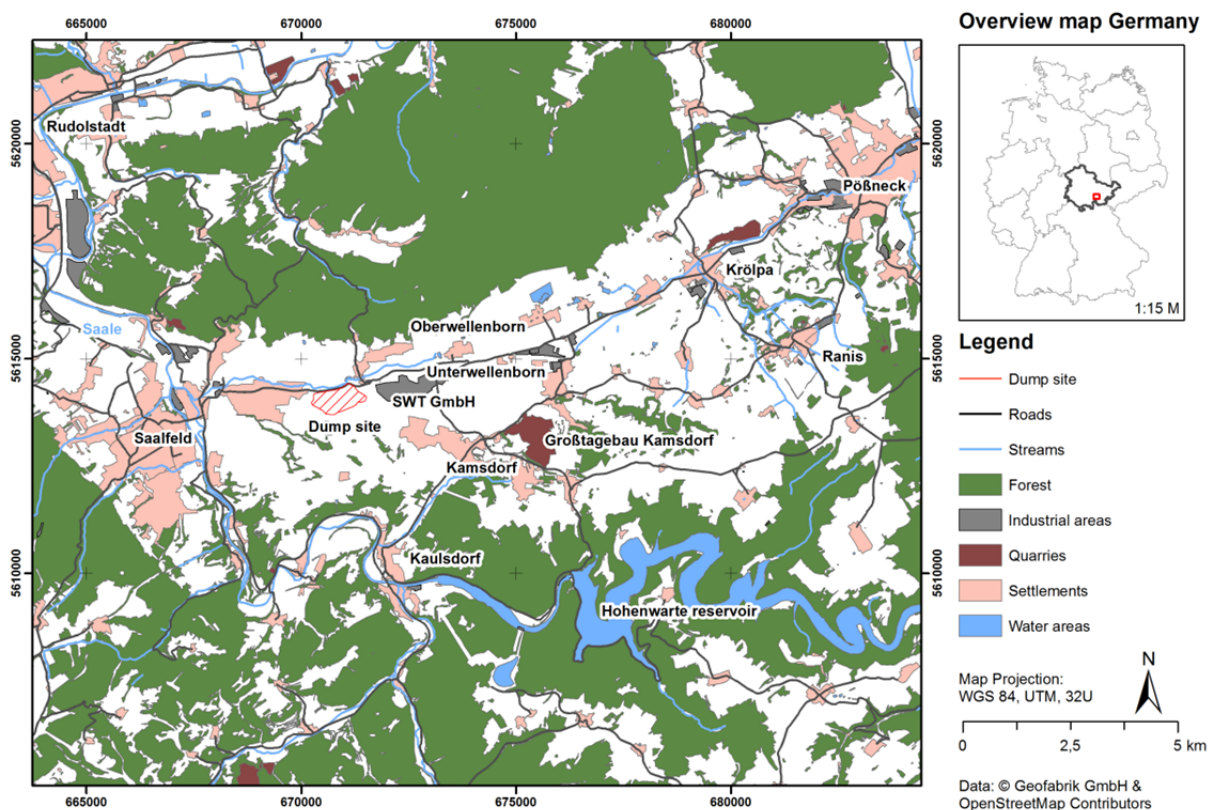 665000 670000 675000 680000
Overview map Germany
5620000
5620000
Rudolstadt
Pößneck
Krölpa
1:15 M
Saale
Oberwellenborn
5615000
5615000
Legend
Unterwellenborn
Ranis
Dump site
SWT GmbH
Roads
Dump site
Saalfeld
Großtagebau Kamsdorf
Streams
Kamsdorf
Forest
Industrial areas
Quarries
Kaulsdorf
5610000
5610000
Settlements
Hohenwarte reservoir
Water areas
Map Projection:
WGS 84, UTM, 32U
N
0 2,5 5 km
Data: © Geofabrik GmbH &
OpenStreetMap Contributors
665000 670000 675000 680000